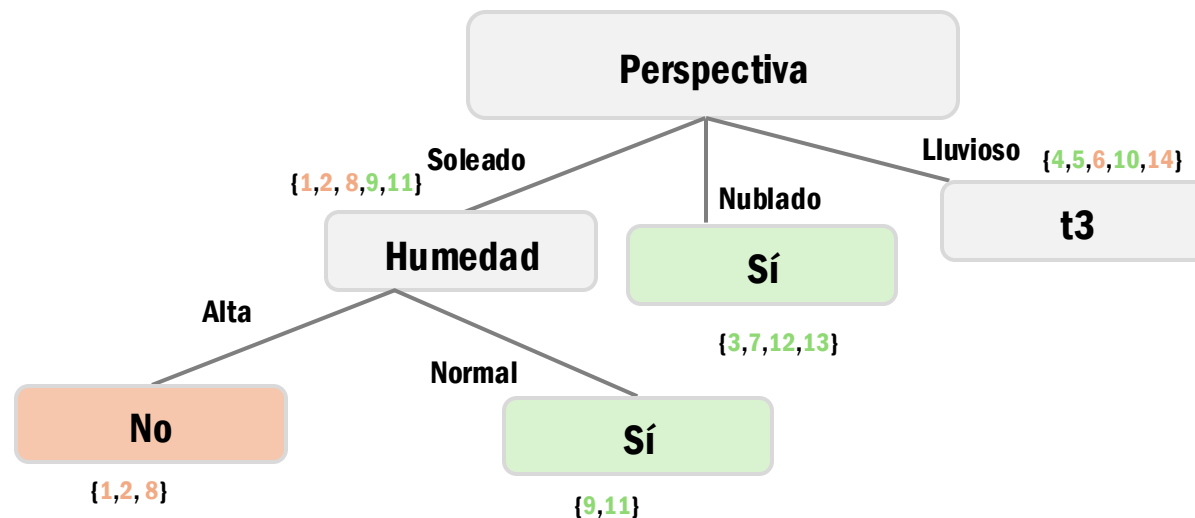 Perspectiva
Soleado
{1,2, 8,9,11}
Nublado
Lluvioso
{4,5,6,10,14}
Humedad
Sí
t3
{3,7,12,13}
Alta
Normal
No
Sí
{1,2, 8}
{9,11}